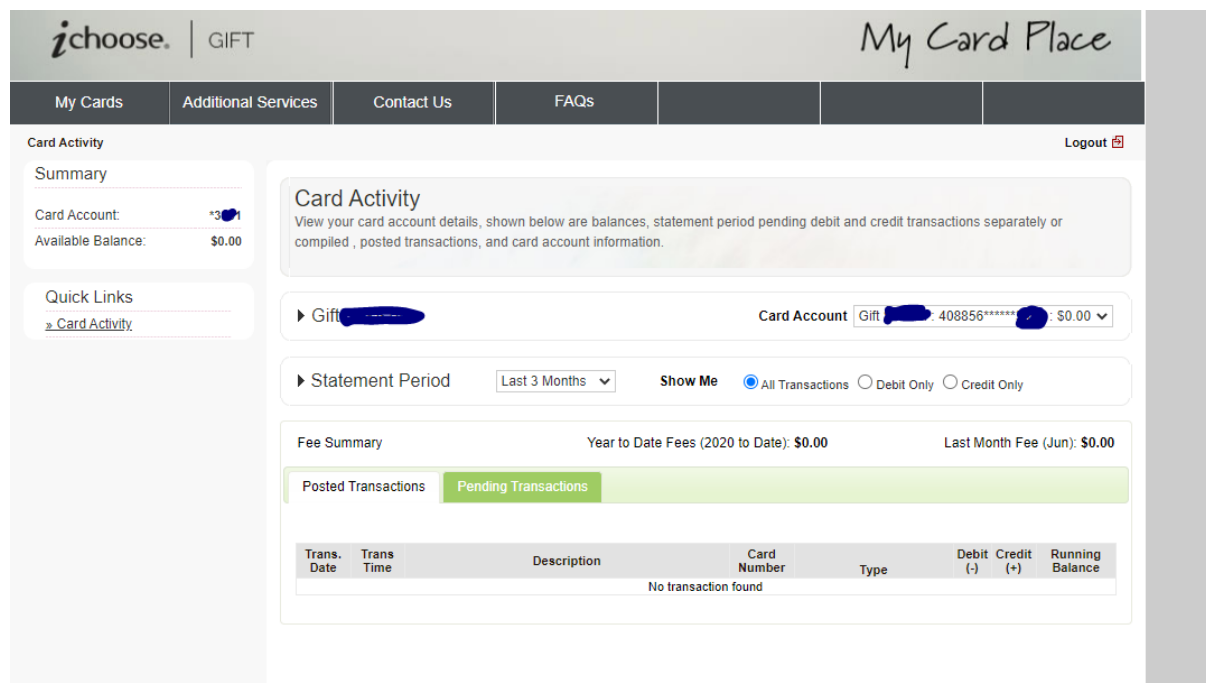 ichoose. | GIFT
My Card Place
My Cards Additional Services Contact Us FAQs
Card Activity
Logout
Summary
Card Account: *3 1
Available Balance: $0.00
Quick Links
» Card Activity
Card Activity
View your card account details, shown below are balances, statement period pending debit and credit transactions separately or
compiled , posted transactions, and card account information.
Gift
Card Account Gift : 408856****** : $0.00
Statement Period Last 3 Months Show Me All Transactions Debit Only Credit Only
Fee Summary Year to Date Fees (2020 to Date): $0.00 Last Month Fee (Jun): $0.00
Posted Transactions Pending Transactions
Trans. Date Trans Time Description Card Number Type Debit (-) Credit (+) Running Balance
No transaction found